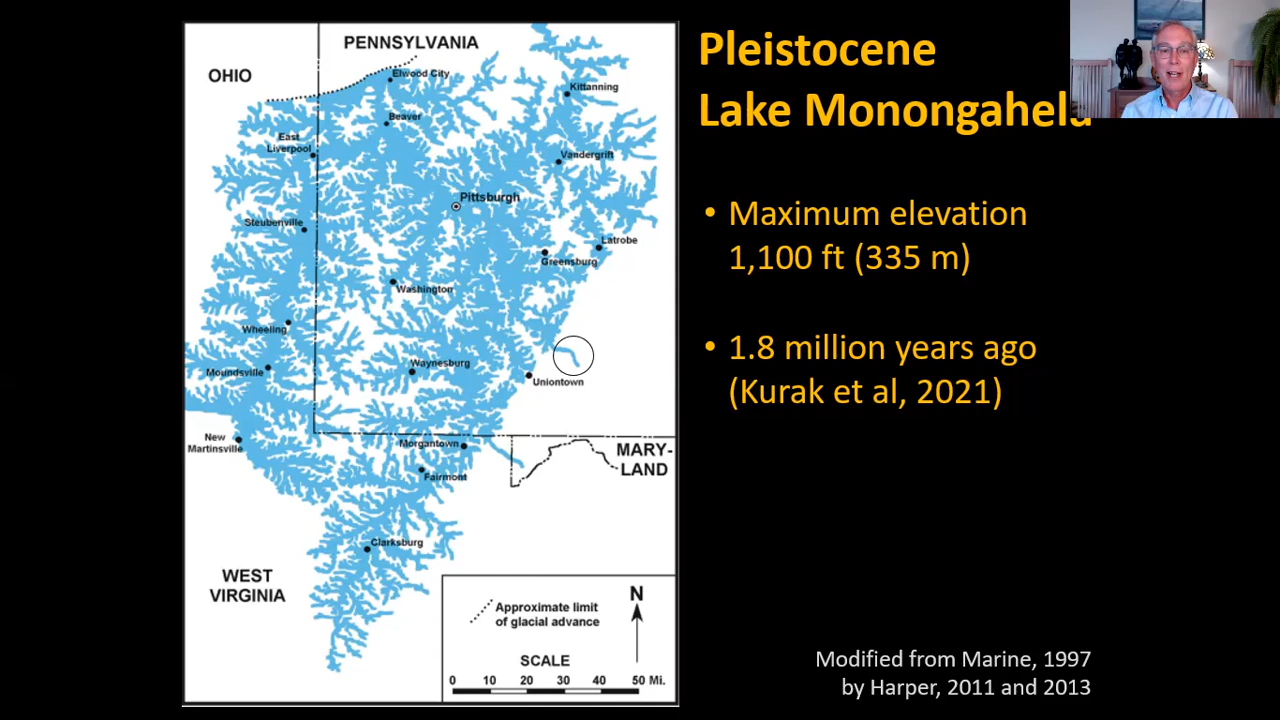 PENNSYLVANIA
OHIO
Elwood City
Kittanning
Beaver
East
Liverpool
Vandergrift
Pittsburgh
Steubenville
Latrobe
Greensburg
Washington
Wheeling
Waynesburg
Moundsville
Uniontown
New
Martinsville
Morgantown
MARY-
LAND
Fairmont
Clarksburg
WEST
VIRGINIA
Approximate limit
of glacial advance
N
SCALE
0 10 20 30 40 50 Mi.
Pleistocene
Lake Monongahela
• Maximum elevation
1,100 ft (335 m)
• 1.8 million years ago
(Kurak et al, 2021)
Modified from Marine, 1997
by Harper, 2011 and 2013